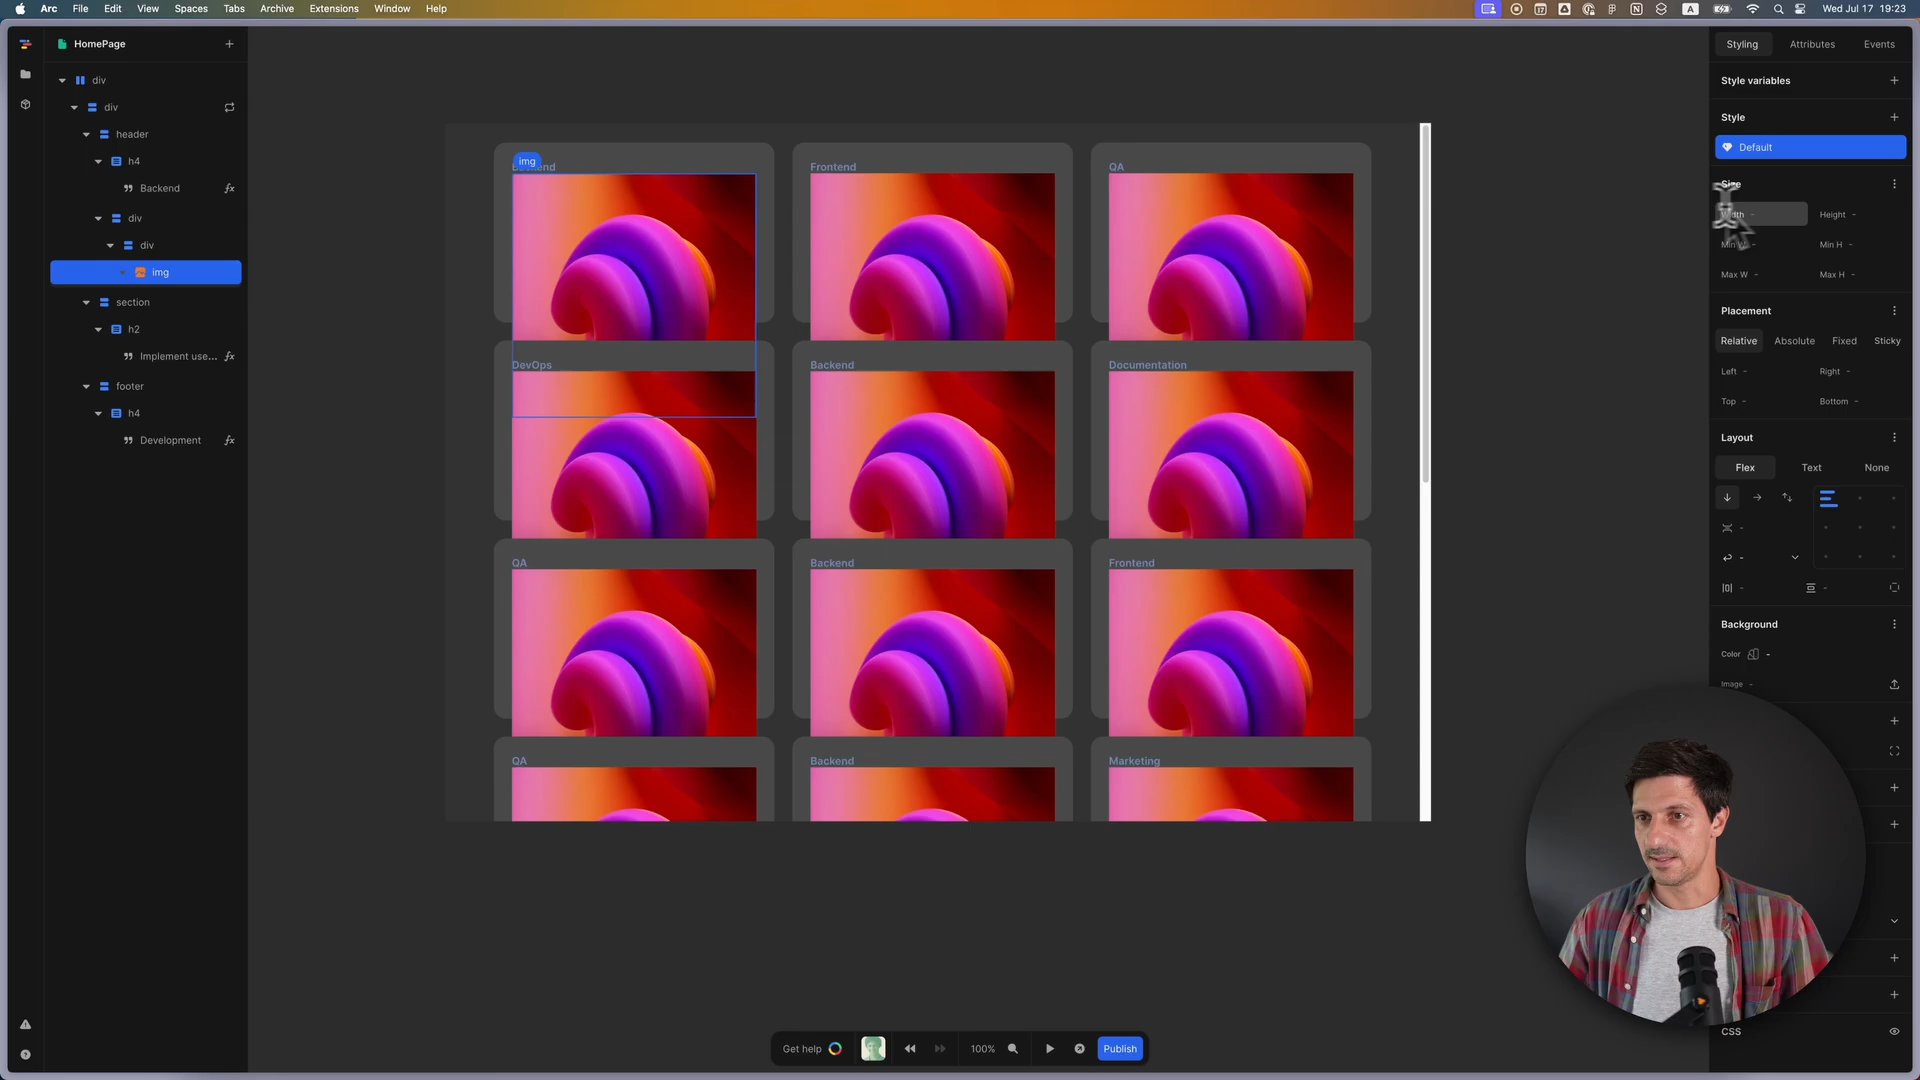 Arc File Edit View Spaces Tabs Archive Extensions Window Help
A Wed Jul 17 19:23
HomePage
div
div
header
h4
Backend
div
div
img
section
h2
Implement use...
footer
h4
Development
img
Frontend
QA
DevOps
Backend
Documentation
QA
Backend
Frontend
QA
Backend
Marketing
Get help
100%
Publish
Styling Attributes Events
Style variables
Style
Default
Size
Width - Height -
Min W - Min H -
Max W - Max H -
Placement
Relative Absolute Fixed Sticky
Left - Right -
Top - Bottom -
Layout
Flex Text None
Background
Color -
Image -
CSS